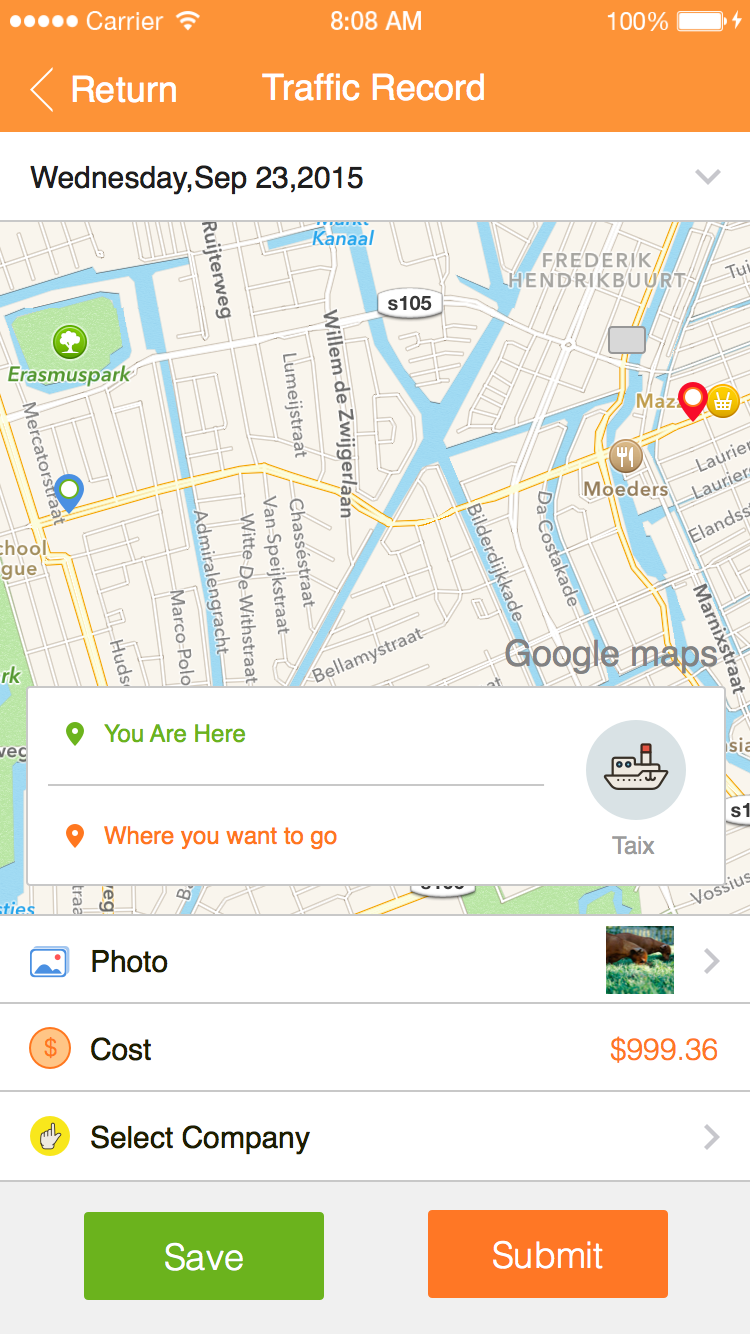 Carrier 8:08 AM 100%
Return Traffic Record
Wednesday,Sep 23,2015
Markt
Kanaal
Ruijterweg
FREDERIK
HENDRIKBUURT
s105
Erasmuspark
Willem de Zwijgerlaan
Lumeijstraat
Mercatorstraat
Moeders
Laurier
Laurier
Elandss
chool
gue
Admiralengracht
Witte De Withstraat
Van Speijkstraat
Chasséstraat
Bilderdijkkade
Da Costakade
Marnixstraat
Marco Polo
Huds
Bellamystraat
Google maps
You Are Here
Where you want to go
Taix
Vossius
Photo
Cost $999.36
$
Select Company
Save Submit